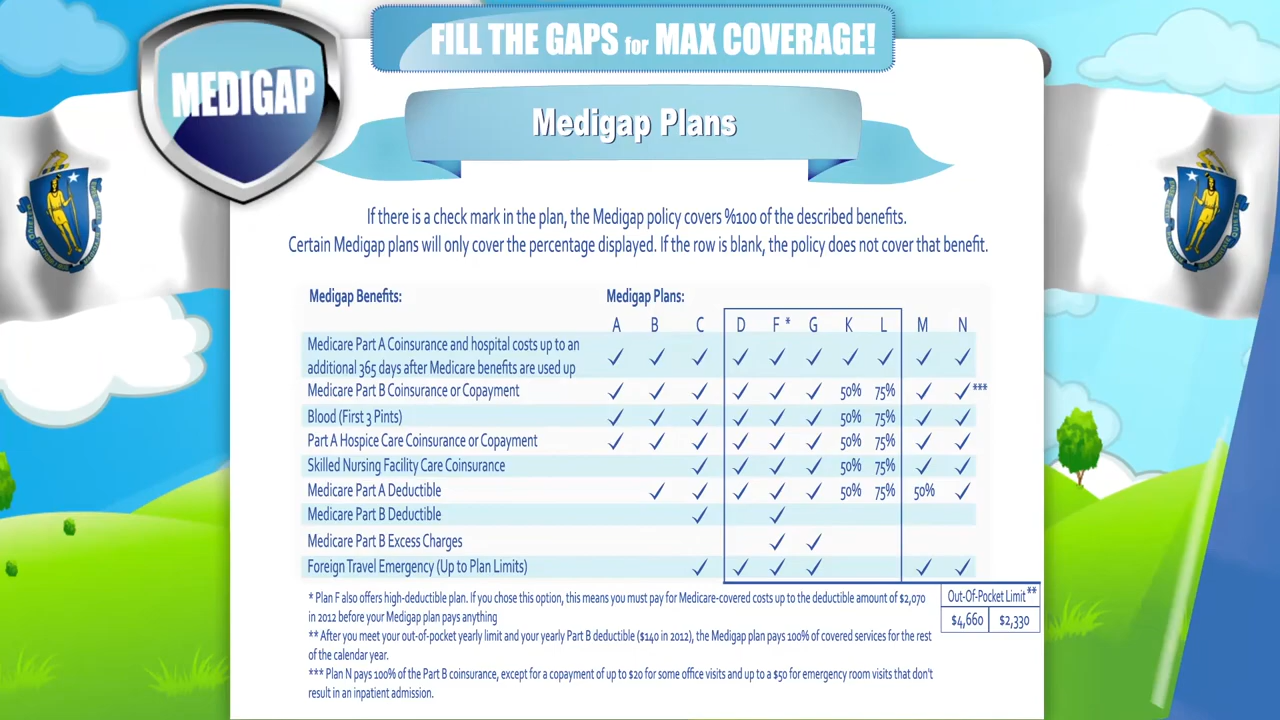 FILL THE GAPS for MAX COVERAGE!
MEDIGAP
Medigap Plans
If there is a check mark in the plan, the Medigap policy covers %100 of the described benefits.
Certain Medigap plans will only cover the percentage displayed. If the row is blank, the policy does not cover that benefit.
Medigap Benefits: Medigap Plans:
A B C D F * G K L M N
Medicare Part A Coinsurance and hospital costs up to an
additional 365 days after Medicare benefits are used up ✓ ✓ ✓ ✓ ✓ ✓ ✓ ✓ ✓ ✓
Medicare Part B Coinsurance or Copayment ✓ ✓ ✓ ✓ ✓ ✓ 50% 75% ✓ ✓***
Blood (First 3 Pints) ✓ ✓ ✓ ✓ ✓ ✓ 50% 75% ✓ ✓
Part A Hospice Care Coinsurance or Copayment ✓ ✓ ✓ ✓ ✓ ✓ 50% 75% ✓ ✓
Skilled Nursing Facility Care Coinsurance ✓ ✓ ✓ ✓ 50% 75% ✓ ✓
Medicare Part A Deductible ✓ ✓ ✓ ✓ ✓ 50% 75% 50% ✓
Medicare Part B Deductible ✓ ✓
Medicare Part B Excess Charges ✓ ✓
Foreign Travel Emergency (Up to Plan Limits) ✓ ✓ ✓ ✓ ✓ ✓
* Plan F also offers high-deductible plan. If you chose this option, this means you must pay for Medicare-covered costs up to the deductible amount of $2,070
in 2012 before your Medigap plan pays anything
** After you meet your out-of-pocket yearly limit and your yearly Part B deductible ($140 in 2012), the Medigap plan pays 100% of covered services for the rest
of the calendar year.
*** Plan N pays 100% of the Part B coinsurance, except for a copayment of up to $20 for some office visits and up to a $50 for emergency room visits that don't
result in an inpatient admission.
Out-Of-Pocket Limit**
$4,660 $2,330